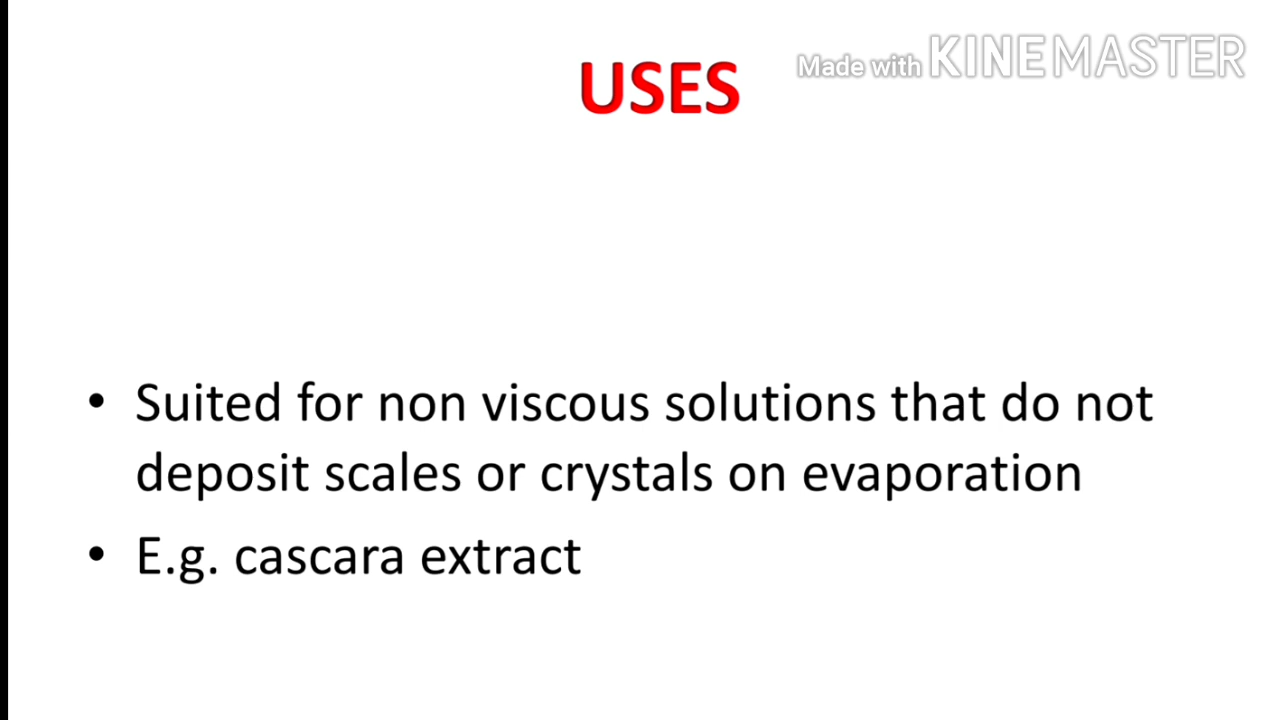 Made with KINEMASTER
USES
• Suited for non viscous solutions that do not
deposit scales or crystals on evaporation
• E.g. cascara extract